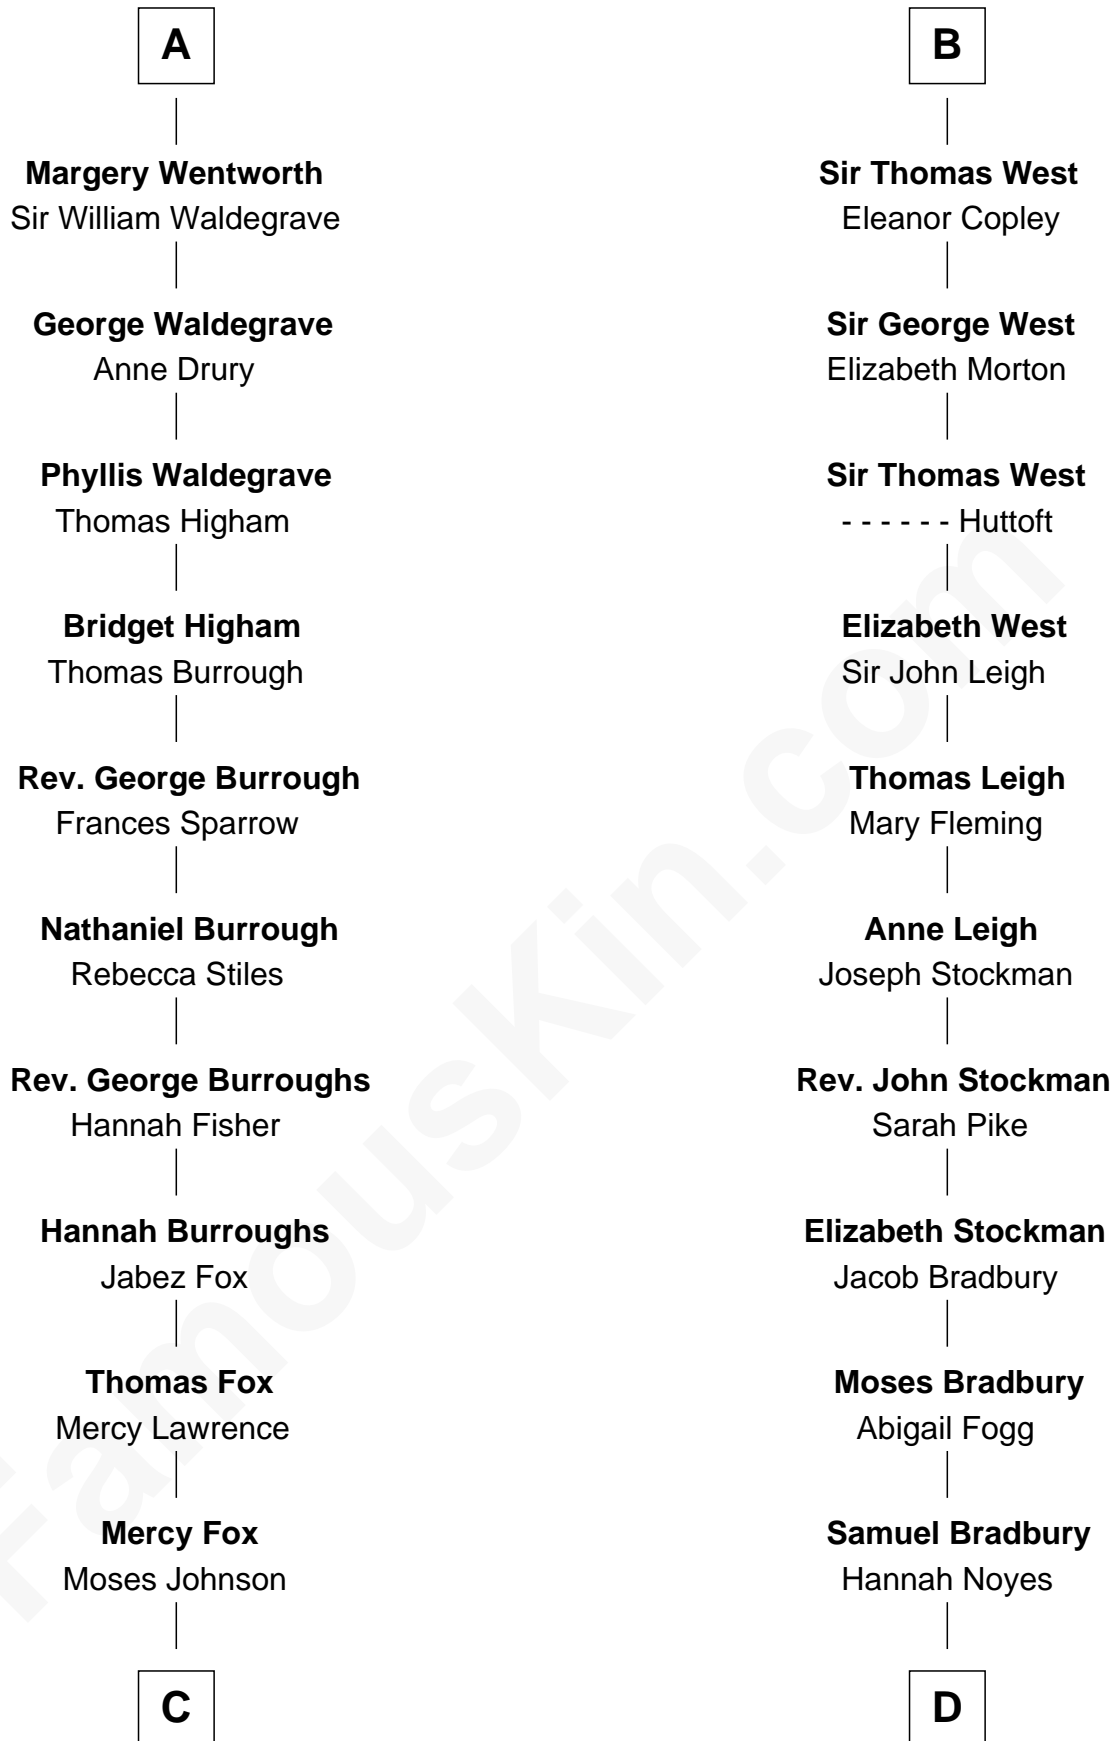 A
Margery Wentworth
Sir William Waldegrave
George Waldegrave
Anne Drury
Phyllis Waldegrave
Thomas Higham
Bridget Higham
Thomas Burrough
Rev. George Burrough
Frances Sparrow
Nathaniel Burrough
Rebecca Stiles
Rev. George Burroughs
Hannah Fisher
Hannah Burroughs
Jabez Fox
Thomas Fox
Mercy Lawrence
Mercy Fox
Moses Johnson
C
B
Sir Thomas West
Eleanor Copley
Sir George West
Elizabeth Morton
Sir Thomas West
- - - - - - Huttoft
Elizabeth West
Sir John Leigh
Thomas Leigh
Mary Fleming
Anne Leigh
Joseph Stockman
Rev. John Stockman
Sarah Pike
Elizabeth Stockman
Jacob Bradbury
Moses Bradbury
Abigail Fogg
Samuel Bradbury
Hannah Noyes
D
FamousKin.com